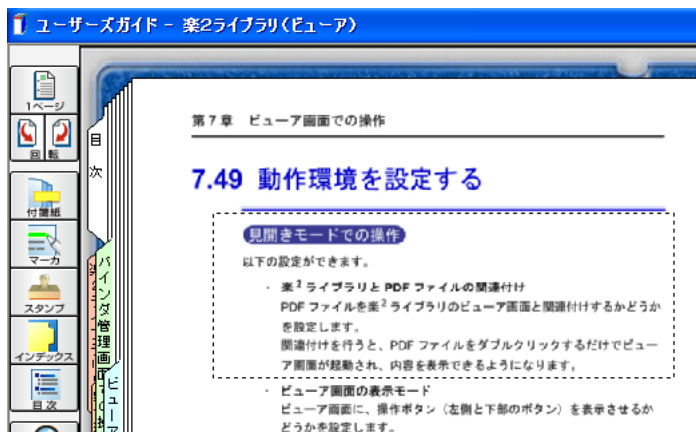 ユーザーズガイド - 楽2ライブラリ(ビューア)
1ページ
回 転
付箋紙
マーカ
スタンプ
インデックス
目次
目次
バインダ管理画面
ビューア
第7章 ビューア画面での操作
7.49 動作環境を設定する
見開きモードでの操作
以下の設定ができます。
・ 楽²ライブラリと PDF ファイルの関連付け
PDF ファイルを楽²ライブラリのビューア画面と関連付けするかどうか
を設定します。
関連付けを行うと、PDF ファイルをダブルクリックするだけでビュー
ア画面が起動され、内容を表示できるようになります。
・ ビューア画面の表示モード
ビューア画面に、操作ボタン（左側と下部のボタン）を表示させるか
どうかを設定します。